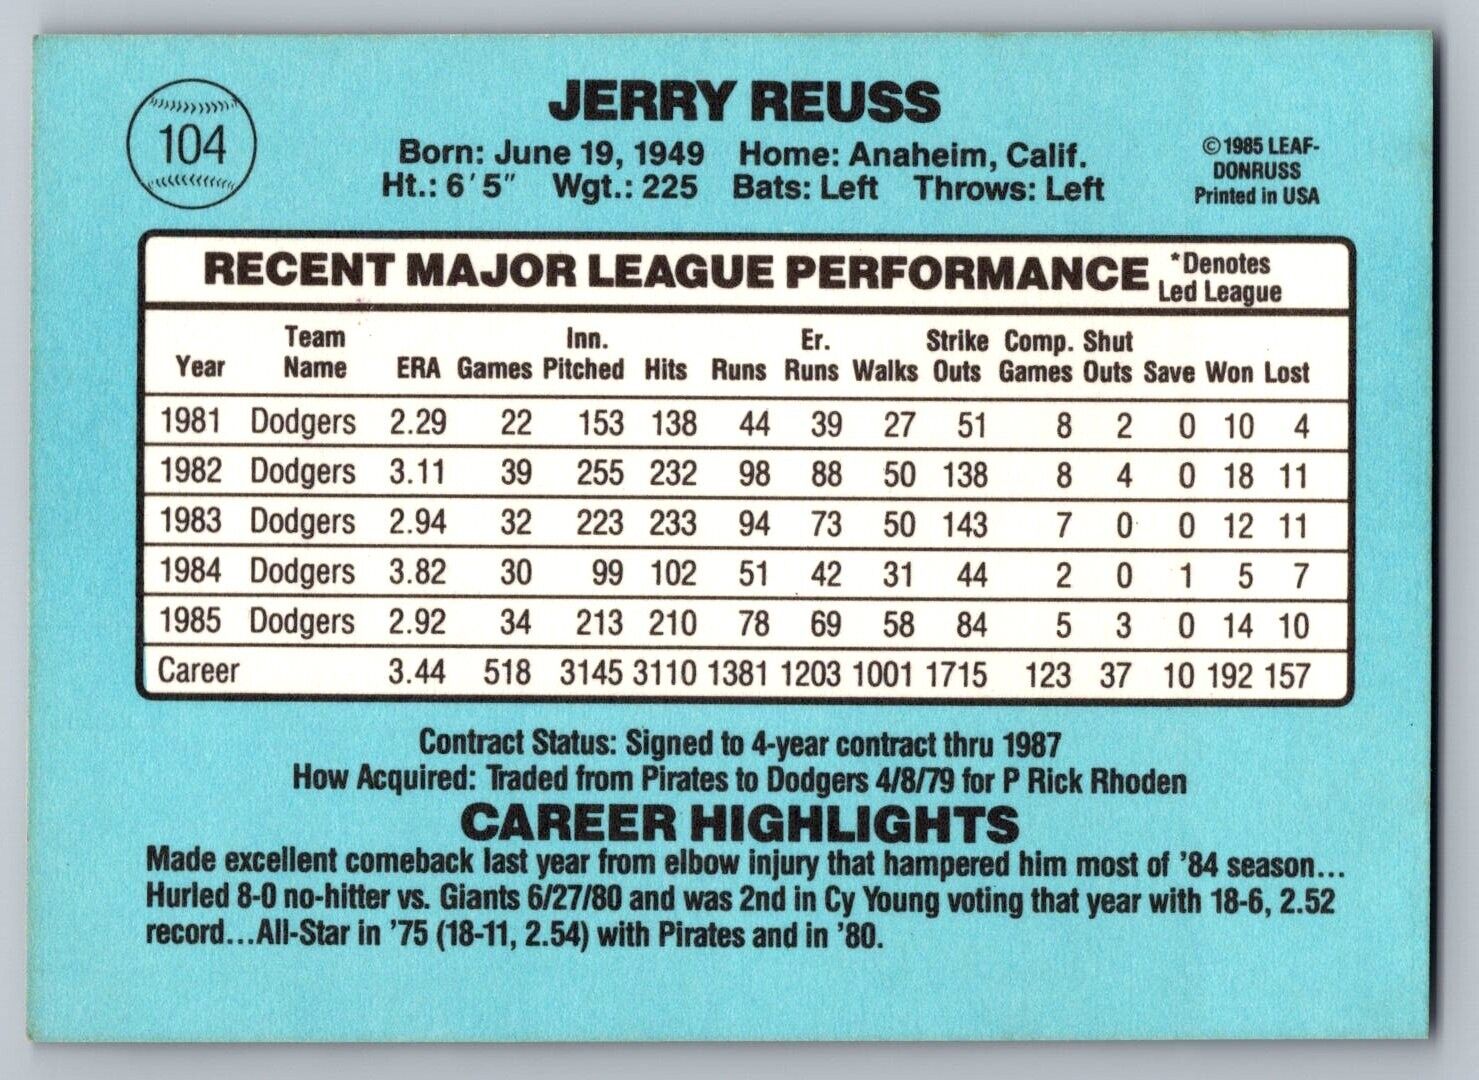 104
JERRY REUSS
Born: June 19, 1949 Home: Anaheim, Calif.
Ht.: 6'5" Wgt.: 225 Bats: Left Throws: Left
©1985 LEAF-
DONRUSS
Printed in USA
RECENT MAJOR LEAGUE PERFORMANCE *Denotes
Led League
Year Team Name ERA Games Inn. Pitched Hits Runs Er. Runs Walks Strike Outs Comp. Games Shut Outs Save Won Lost
1981 Dodgers 2.29 22 153 138 44 39 27 51 8 2 0 10 4
1982 Dodgers 3.11 39 255 232 98 88 50 138 8 4 0 18 11
1983 Dodgers 2.94 32 223 233 94 73 50 143 7 0 0 12 11
1984 Dodgers 3.82 30 99 102 51 42 31 44 2 0 1 5 7
1985 Dodgers 2.92 34 213 210 78 69 58 84 5 3 0 14 10
Career 3.44 518 3145 3110 1381 1203 1001 1715 123 37 10 192 157
Contract Status: Signed to 4-year contract thru 1987
How Acquired: Traded from Pirates to Dodgers 4/8/79 for P Rick Rhoden
CAREER HIGHLIGHTS
Made excellent comeback last year from elbow injury that hampered him most of '84 season...
Hurled 8-0 no-hitter vs. Giants 6/27/80 and was 2nd in Cy Young voting that year with 18-6, 2.52
record...All-Star in '75 (18-11, 2.54) with Pirates and in '80.